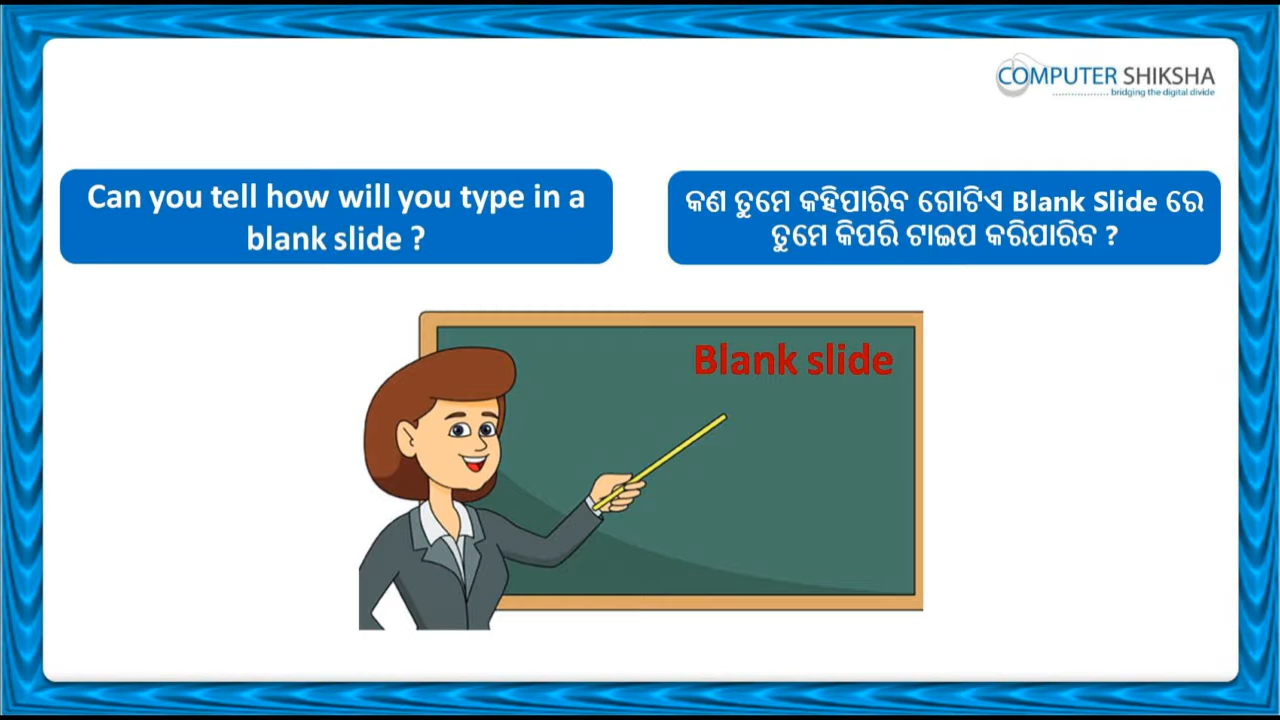 COMPUTER SHIKSHA
.................. bridging the digital divide
Can you tell how will you type in a
blank slide ?
କଣ ତୁମେ କହିପାରିବ ଗୋଟିଏ Blank Slide ରେ
ତୁମେ କିପରି ଟାଇପ କରିପାରିବ ?
Blank slide